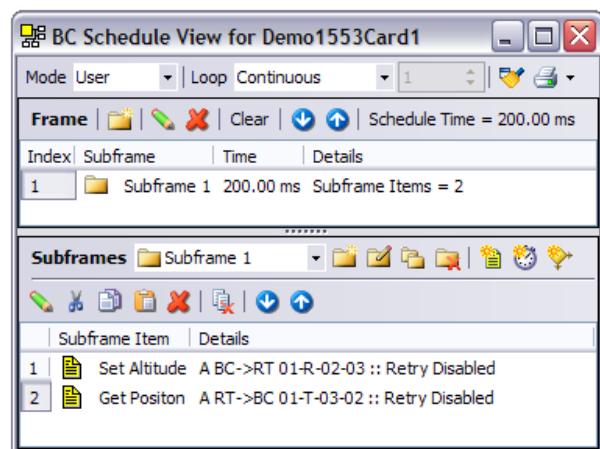 BC Schedule View for Demo1553Card1
Mode User Loop Continuous 1
Frame Clear Schedule Time = 200.00 ms
Index Subframe Time Details
1 Subframe 1 200.00 ms Subframe Items = 2
Subframes Subframe 1
Subframe Item Details
1 Set Altitude A BC->RT 01-R-02-03 :: Retry Disabled
2 Get Positon A RT->BC 01-T-03-02 :: Retry Disabled